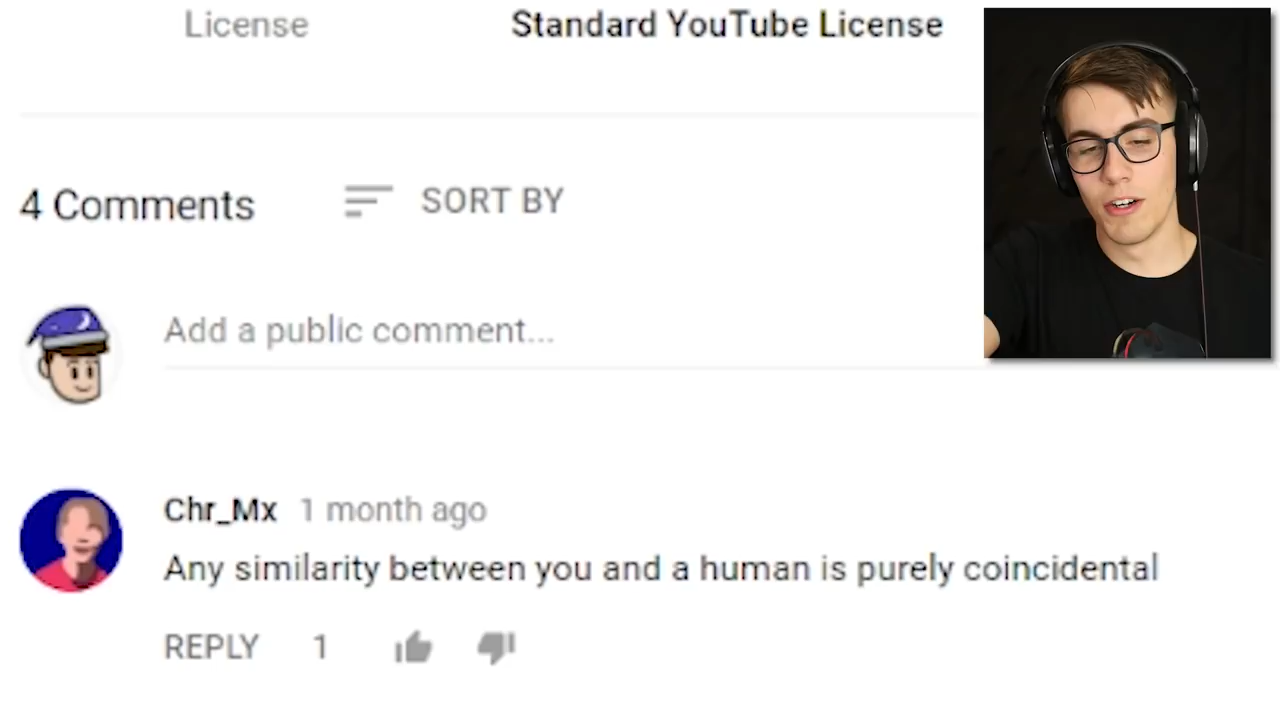 License Standard YouTube License
4 Comments SORT BY
Add a public comment...
Chr_Mx 1 month ago
Any similarity between you and a human is purely coincidental
REPLY 1